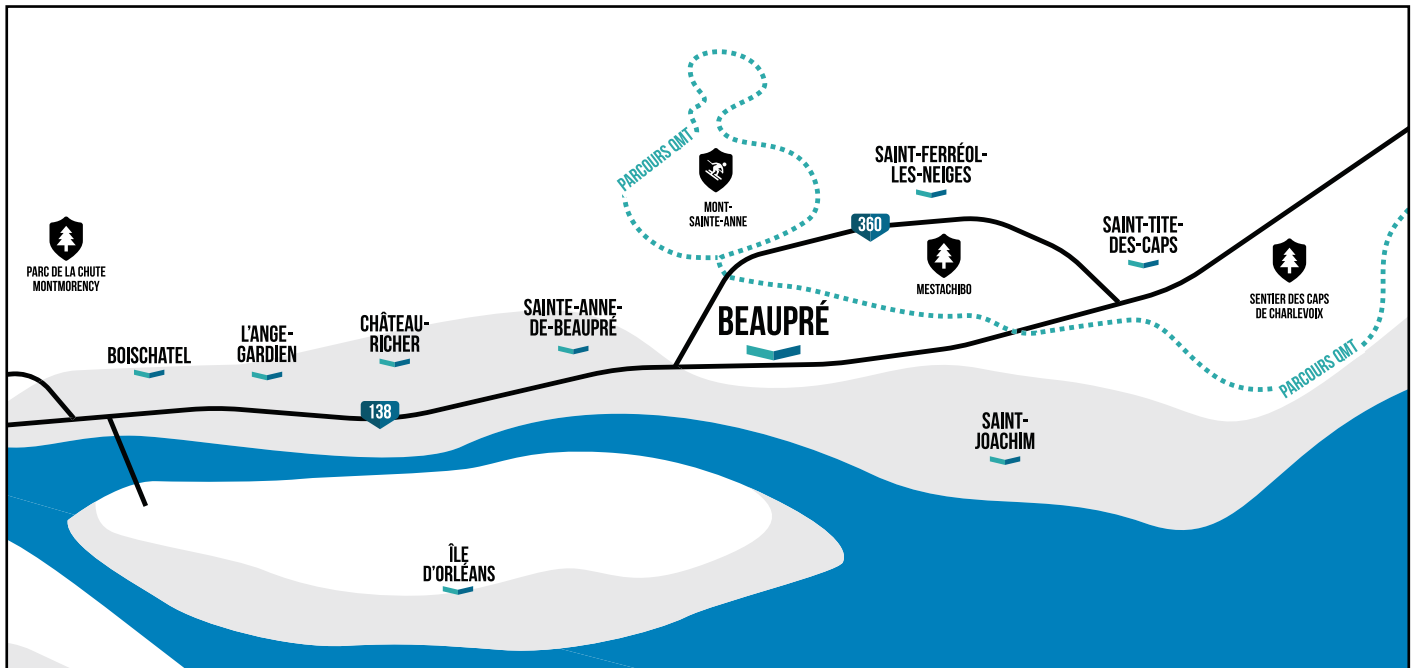 PARCOURS QMT
MONT-
SAINTE-ANNE
SAINT-FERRÉOL-
LES-NEIGES
360
SAINT-TITE-
DES-CAPS
PARC DE LA CHUTE
MONTMORENCY
MESTACHIBO
SENTIER DES CAPS
DE CHARLEVOIX
BOISCHATEL
L'ANGE-
GARDIEN
CHÂTEAU-
RICHER
SAINTE-ANNE-
DE-BEAUPRÉ
BEAUPRÉ
PARCOURS QMT
138
SAINT-
JOACHIM
ÎLE
D'ORLÉANS